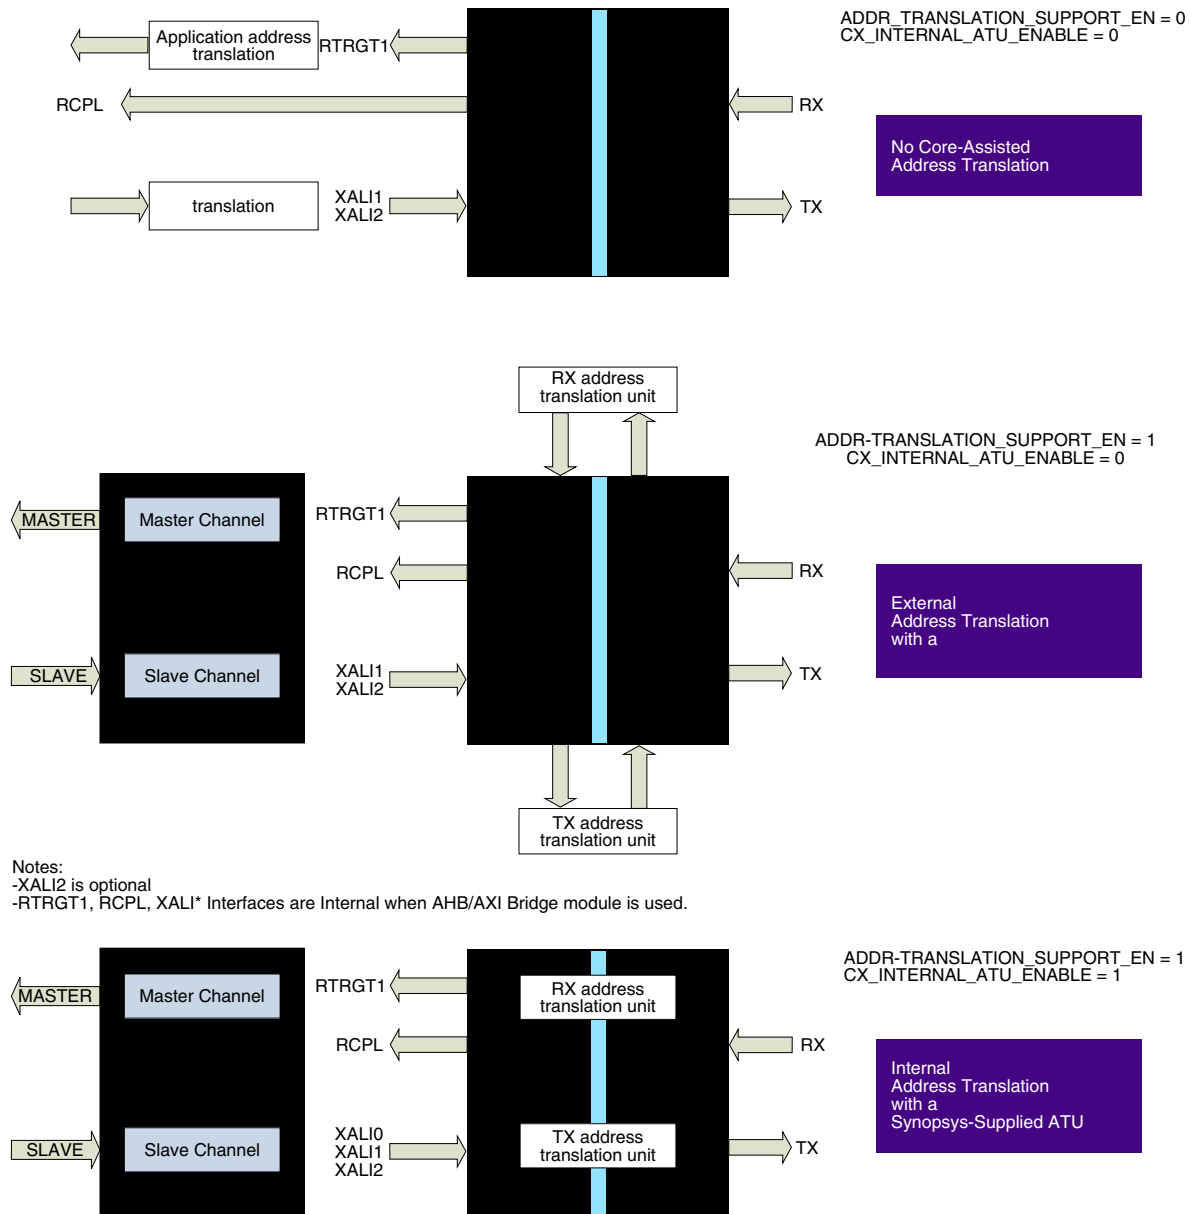 ADDR_TRANSLATION_SUPPORT_EN = 0
CX_INTERNAL_ATU_ENABLE = 0
Application address
translation
RTRGT1
RCPL
RX
No Core-Assisted
Address Translation
translation
XALI1
XALI2
TX
RX address
translation unit
ADDR-TRANSLATION_SUPPORT_EN = 1
CX_INTERNAL_ATU_ENABLE = 0
MASTER
Master Channel
RTRGT1
RCPL
RX
External
Address Translation
with a
SLAVE
Slave Channel
XALI1
XALI2
TX
TX address
translation unit
Notes:
-XALI2 is optional
-RTRGT1, RCPL, XALI* Interfaces are Internal when AHB/AXI Bridge module is used.
ADDR-TRANSLATION_SUPPORT_EN = 1
CX_INTERNAL_ATU_ENABLE = 1
MASTER
Master Channel
RTRGT1
RX address
translation unit
RCPL
RX
Internal
Address Translation
with a
Synopsys-Supplied ATU
SLAVE
Slave Channel
XALI0
XALI1
XALI2
TX address
translation unit
TX